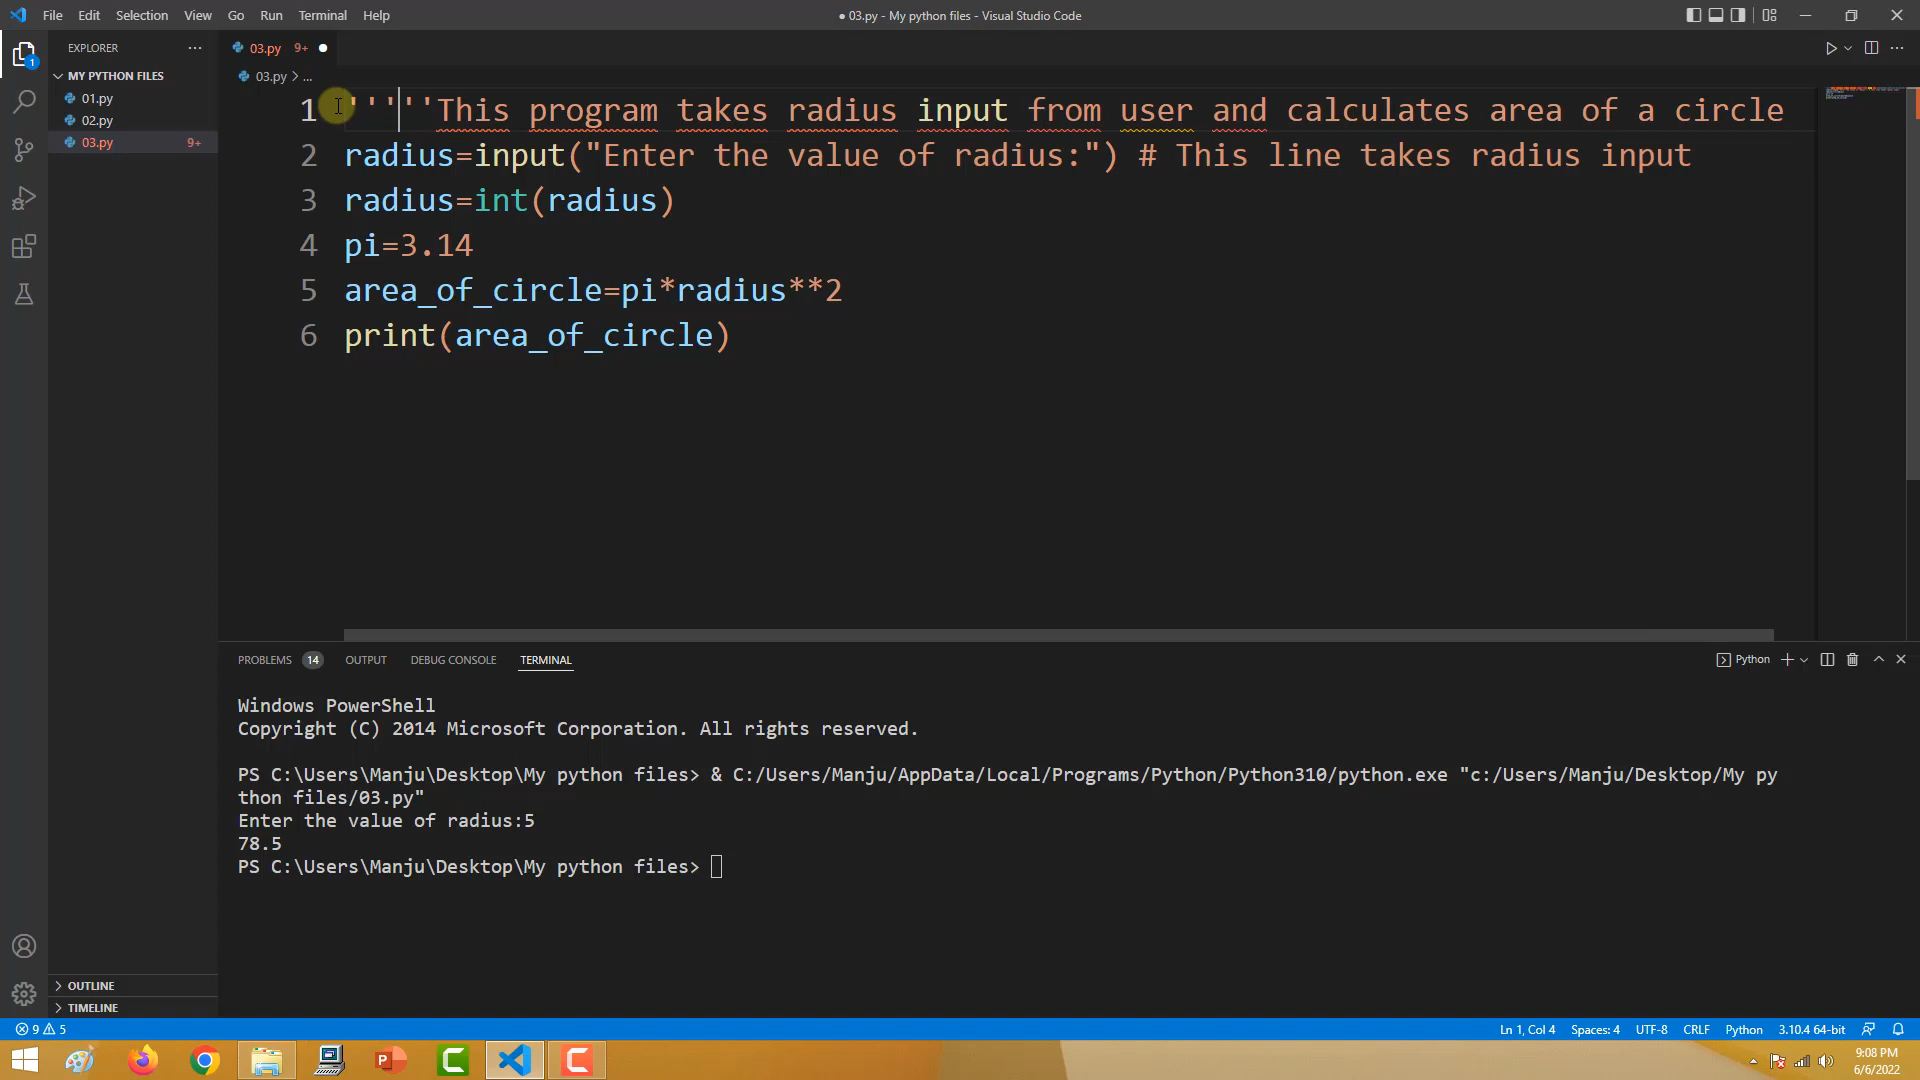 File Edit Selection View Go Run Terminal Help
● 03.py - My python files - Visual Studio Code
EXPLORER
MY PYTHON FILES
01.py
02.py
03.py 9+
OUTLINE
TIMELINE
03.py 9+
03.py > ...
1 '''''This program takes radius input from user and calculates area of a circle
2 radius=input("Enter the value of radius:") # This line takes radius input
3 radius=int(radius)
4 pi=3.14
5 area_of_circle=pi*radius**2
6 print(area_of_circle)
PROBLEMS 14 OUTPUT DEBUG CONSOLE TERMINAL
Python
Windows PowerShell
Copyright (C) 2014 Microsoft Corporation. All rights reserved.
PS C:\Users\Manju\Desktop\My python files> & C:/Users/Manju/AppData/Local/Programs/Python/Python310/python.exe "c:/Users/Manju/Desktop/My py
thon files/03.py"
Enter the value of radius:5
78.5
PS C:\Users\Manju\Desktop\My python files>
1
9 5
Ln 1, Col 4 Spaces: 4 UTF-8 CRLF Python 3.10.4 64-bit
9:08 PM
6/6/2022